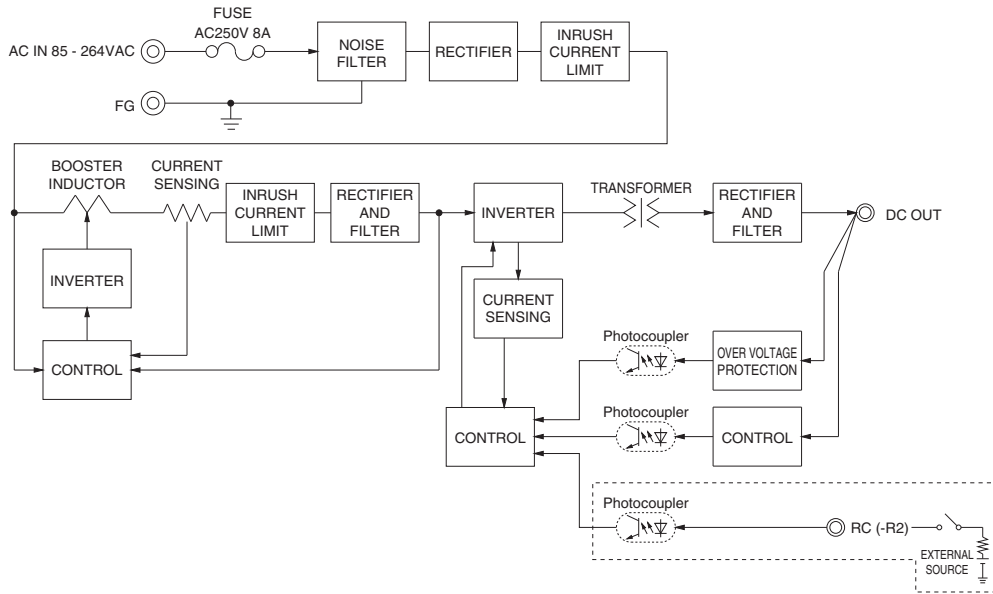 FUSE
AC250V 8A
AC IN 85 - 264VAC
NOISE
FILTER
RECTIFIER
INRUSH
CURRENT
LIMIT
FG
BOOSTER
INDUCTOR
CURRENT
SENSING
INRUSH
CURRENT
LIMIT
RECTIFIER
AND
FILTER
INVERTER
TRANSFORMER
RECTIFIER
AND
FILTER
DC OUT
INVERTER
CURRENT
SENSING
CONTROL
Photocoupler
OVER VOLTAGE
PROTECTION
Photocoupler
CONTROL
CONTROL
Photocoupler
RC (-R2)
EXTERNAL
SOURCE